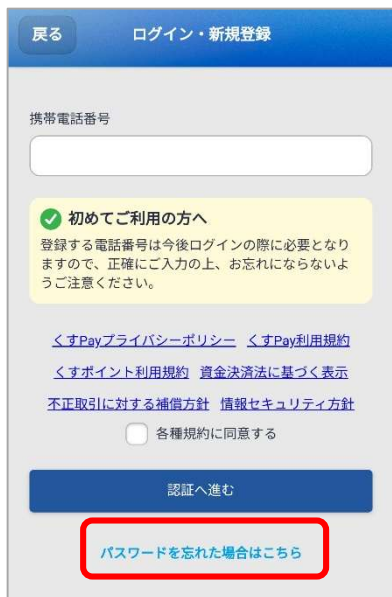 戻る ログイン・新規登録
携帯電話番号
初めてご利用の方へ
登録する電話番号は今後ログインの際に必要となり
ますので、正確にご入力の上、お忘れにならないよ
うご注意ください。
くすPayプライバシーポリシー くすPay利用規約
くすポイント利用規約 資金決済法に基づく表示
不正取引に対する補償方針 情報セキュリティ方針
各種規約に同意する
認証へ進む
パスワードを忘れた場合はこちら